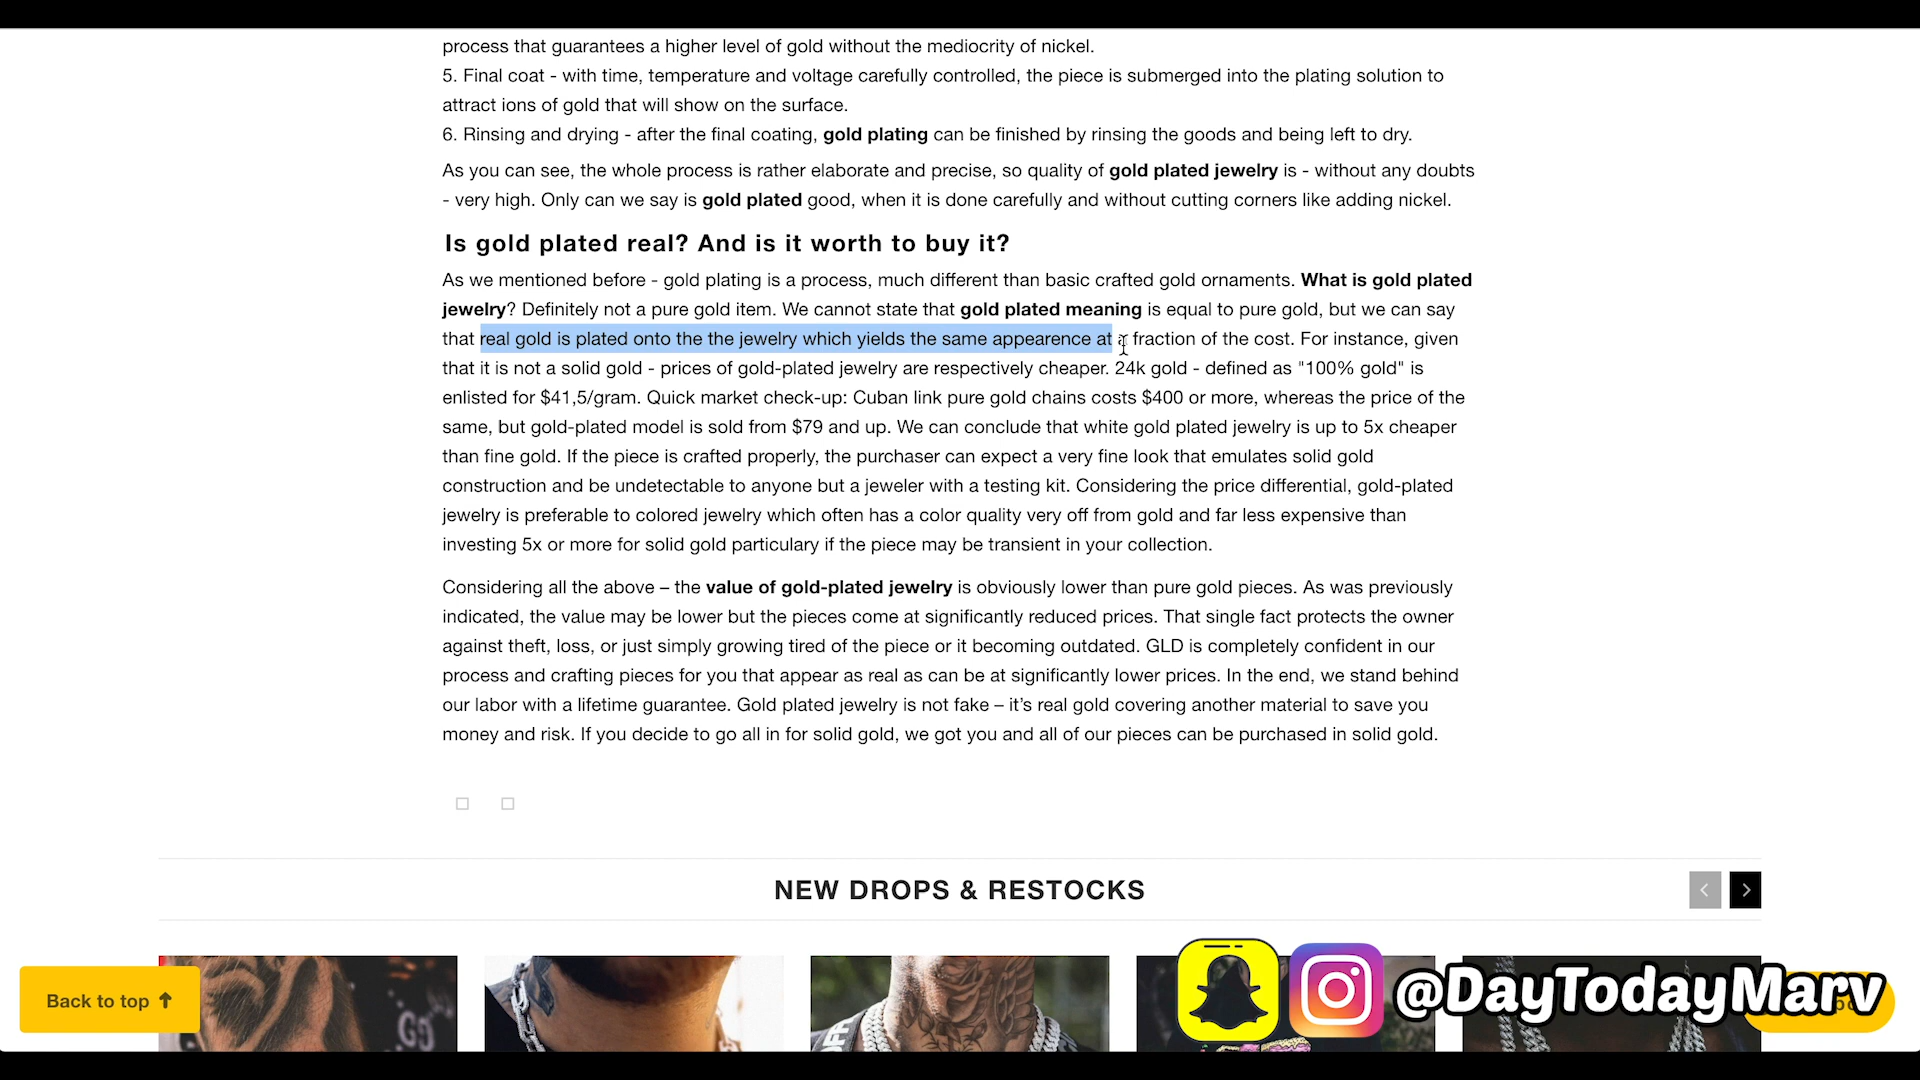 process that guarantees a higher level of gold without the mediocrity of nickel.
5. Final coat - with time, temperature and voltage carefully controlled, the piece is submerged into the plating solution to
attract ions of gold that will show on the surface.
6. Rinsing and drying - after the final coating, gold plating can be finished by rinsing the goods and being left to dry.
As you can see, the whole process is rather elaborate and precise, so quality of gold plated jewelry is - without any doubts
- very high. Only can we say is gold plated good, when it is done carefully and without cutting corners like adding nickel.
Is gold plated real? And is it worth to buy it?
As we mentioned before - gold plating is a process, much different than basic crafted gold ornaments. What is gold plated
jewelry? Definitely not a pure gold item. We cannot state that gold plated meaning is equal to pure gold, but we can say
that real gold is plated onto the the jewelry which yields the same appearence at a fraction of the cost. For instance, given
that it is not a solid gold - prices of gold-plated jewelry are respectively cheaper. 24k gold - defined as "100% gold" is
enlisted for $41,5/gram. Quick market check-up: Cuban link pure gold chains costs $400 or more, whereas the price of the
same, but gold-plated model is sold from $79 and up. We can conclude that white gold plated jewelry is up to 5x cheaper
than fine gold. If the piece is crafted properly, the purchaser can expect a very fine look that emulates solid gold
construction and be undetectable to anyone but a jeweler with a testing kit. Considering the price differential, gold-plated
jewelry is preferable to colored jewelry which often has a color quality very off from gold and far less expensive than
investing 5x or more for solid gold particulary if the piece may be transient in your collection.
Considering all the above – the value of gold-plated jewelry is obviously lower than pure gold pieces. As was previously
indicated, the value may be lower but the pieces come at significantly reduced prices. That single fact protects the owner
against theft, loss, or just simply growing tired of the piece or it becoming outdated. GLD is completely confident in our
process and crafting pieces for you that appear as real as can be at significantly lower prices. In the end, we stand behind
our labor with a lifetime guarantee. Gold plated jewelry is not fake – it’s real gold covering another material to save you
money and risk. If you decide to go all in for solid gold, we got you and all of our pieces can be purchased in solid gold.
NEW DROPS & RESTOCKS
Back to top
@DayTodayMarv